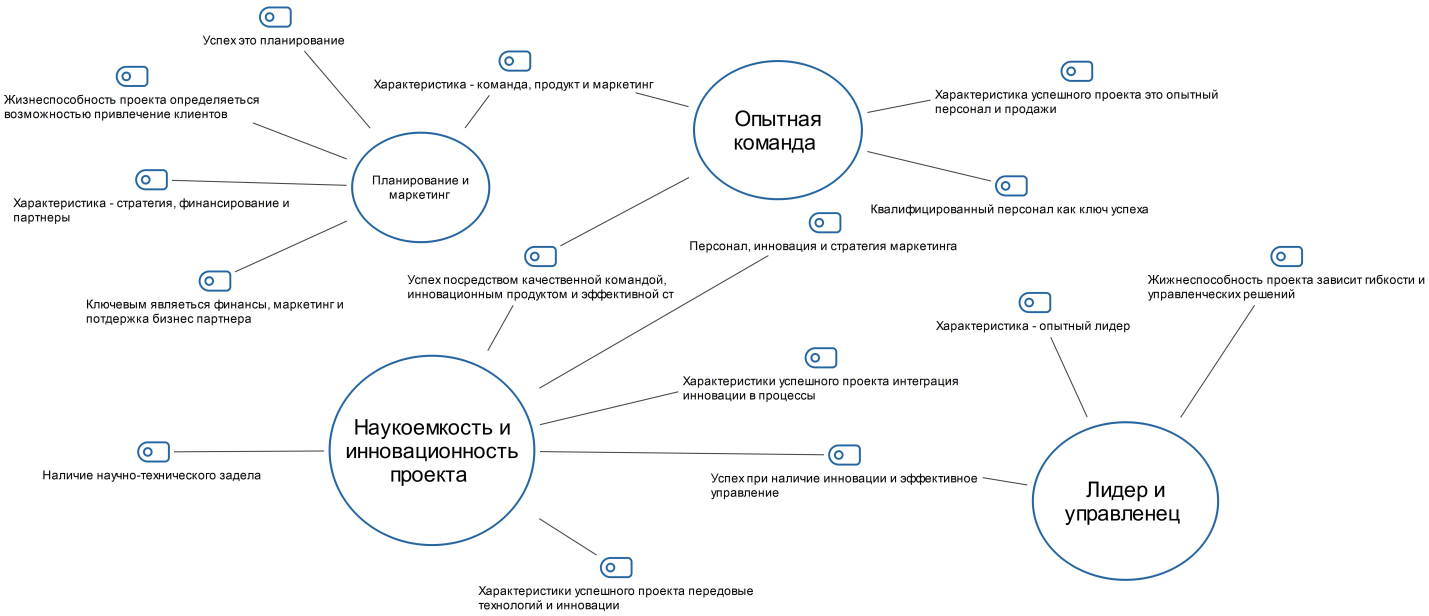 Успех это планирование
Характеристика - команда, продукт и маркетинг
Жизнеспособность проекта определяеться
возможностью привлечение клиентов
Характеристика успешного проекта это опытный
персонал и продажи
Опытная
команда
Планирование и
маркетинг
Характеристика - стратегия, финансирование и
партнеры
Квалифицированный персонал как ключ успеха
Персонал, инновация и стратегия маркетинга
Успех посредством качественной командой,
инновационным продуктом и эффективной ст
Жижнеспособность проекта зависит гибкости и
управленческих решений
Ключевым являеться финансы, маркетинг и
потдержка бизнес партнера
Характеристика - опытный лидер
Характеристики успешного проекта интеграция
инновации в процессы
Наукоемкость и
инновационность
проекта
Наличие научно-технического задела
Успех при наличие инновации и эффективное
управление
Лидер и
управленец
Характеристики успешного проекта передовые
технологий и инновации